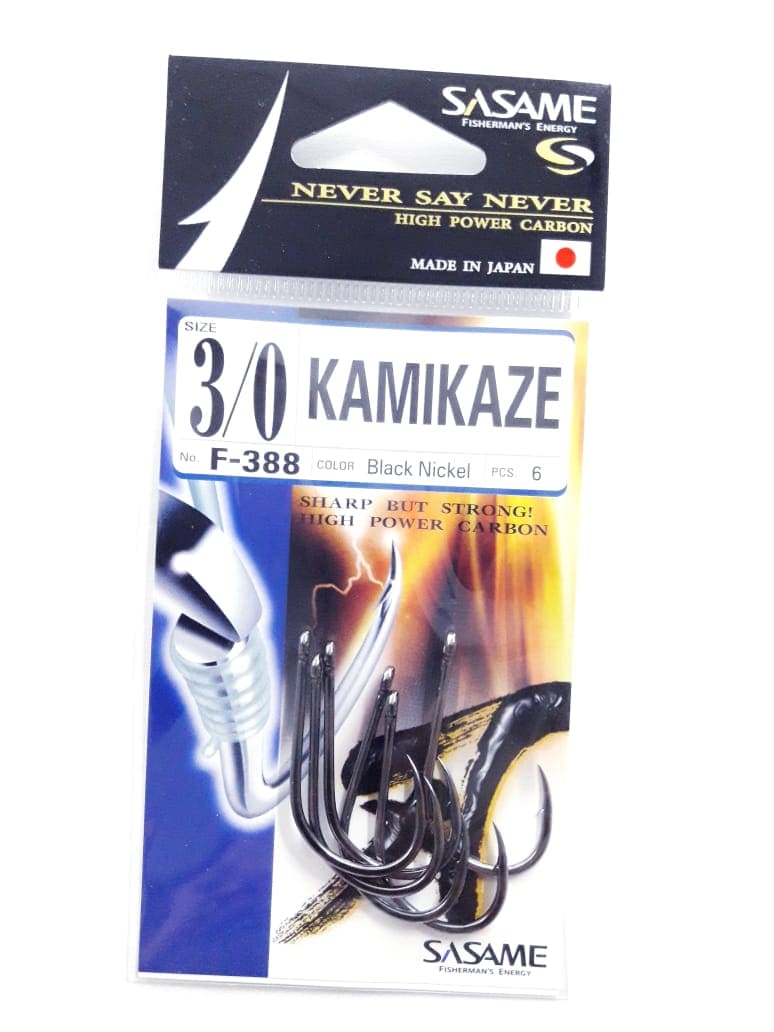 SASAME
FISHERMAN'S ENERGY
NEVER SAY NEVER
HIGH POWER CARBON
MADE IN JAPAN
SIZE
3/0 KAMIKAZE
No. F-388 COLOR Black Nickel PCS. 6
SHARP BUT STRONG!
HIGH POWER CARBON
SASAME
FISHERMAN'S ENERGY